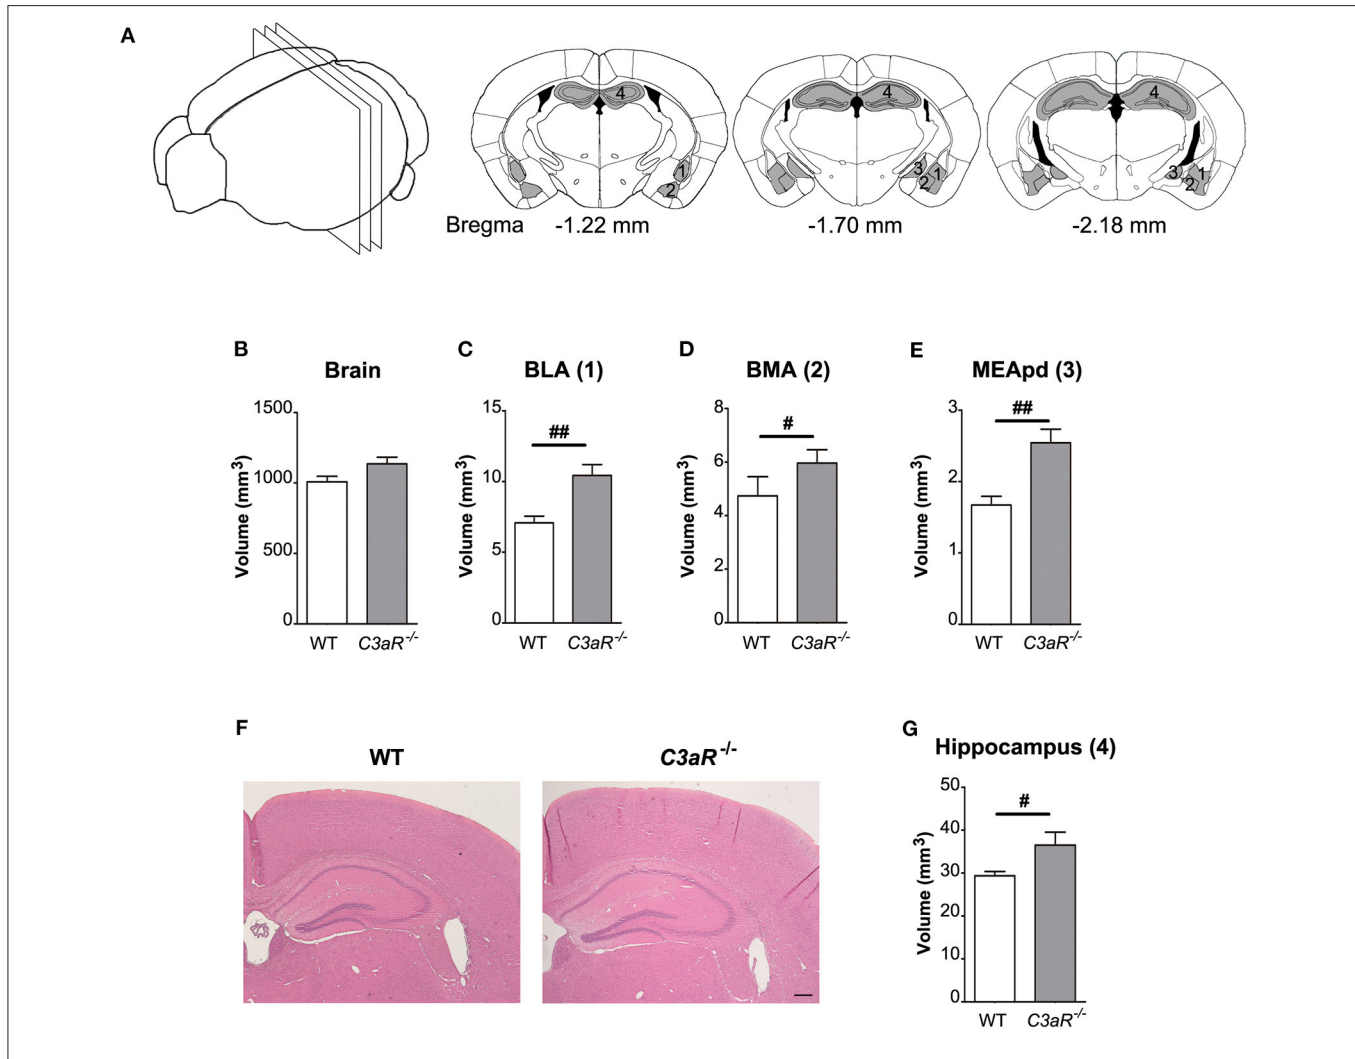 A
4
1
2
4
3
1
2
4
3
1
2
Bregma -1.22 mm -1.70 mm -2.18 mm
B
Brain
Volume (mm³)
1500
1000
500
0
WT C3aR⁻/⁻
C
BLA (1)
Volume (mm³)
15
10
5
0
##
WT C3aR⁻/⁻
D
BMA (2)
Volume (mm³)
8
6
4
2
0
#
WT C3aR⁻/⁻
E
MEApd (3)
Volume (mm³)
3
2
1
0
##
WT C3aR⁻/⁻
F
WT C3aR⁻/⁻
G
Hippocampus (4)
Volume (mm³)
50
40
30
20
10
0
#
WT C3aR⁻/⁻